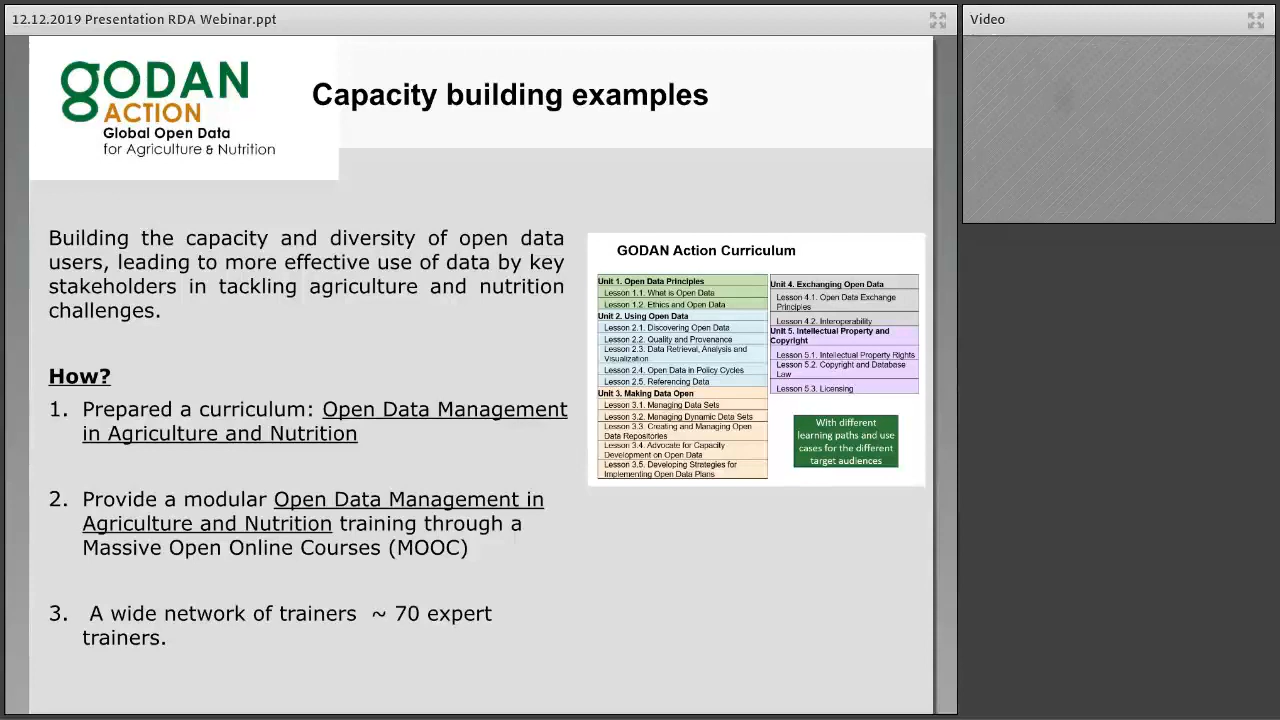 12.12.2019 Presentation RDA Webinar.ppt
Video
gODAN
ACTION
Global Open Data
for Agriculture & Nutrition
Capacity building examples
Building the capacity and diversity of open data
users, leading to more effective use of data by key
stakeholders in tackling agriculture and nutrition
challenges.
How?
1. Prepared a curriculum: Open Data Management
in Agriculture and Nutrition
2. Provide a modular Open Data Management in
Agriculture and Nutrition training through a
Massive Open Online Courses (MOOC)
3. A wide network of trainers ~ 70 expert
trainers.
GODAN Action Curriculum
Unit 1. Open Data Principles
Lesson 1.1. What is Open Data
Lesson 1.2. Ethics and Open Data
Unit 2. Using Open Data
Lesson 2.1. Discovering Open Data
Lesson 2.2. Quality and Provenance
Lesson 2.3. Data Retrieval, Analysis and
Visualization
Lesson 2.4. Open Data in Policy Cycles
Lesson 2.5. Referencing Data
Unit 3. Making Data Open
Lesson 3.1. Managing Data Sets
Lesson 3.2. Managing Dynamic Data Sets
Lesson 3.3. Creating and Managing Open
Data Repositories
Lesson 3.4. Advocate for Capacity
Development on Open Data
Lesson 3.5. Developing Strategies for
Implementing Open Data Plans
Unit 4. Exchanging Open Data
Lesson 4.1. Open Data Exchange
Principles
Lesson 4.2. Interoperability
Unit 5. Intellectual Property and
Copyright
Lesson 5.1. Intellectual Property Rights
Lesson 5.2. Copyright and Database
Law
Lesson 5.3. Licensing
With different
learning paths and use
cases for the different
target audiences